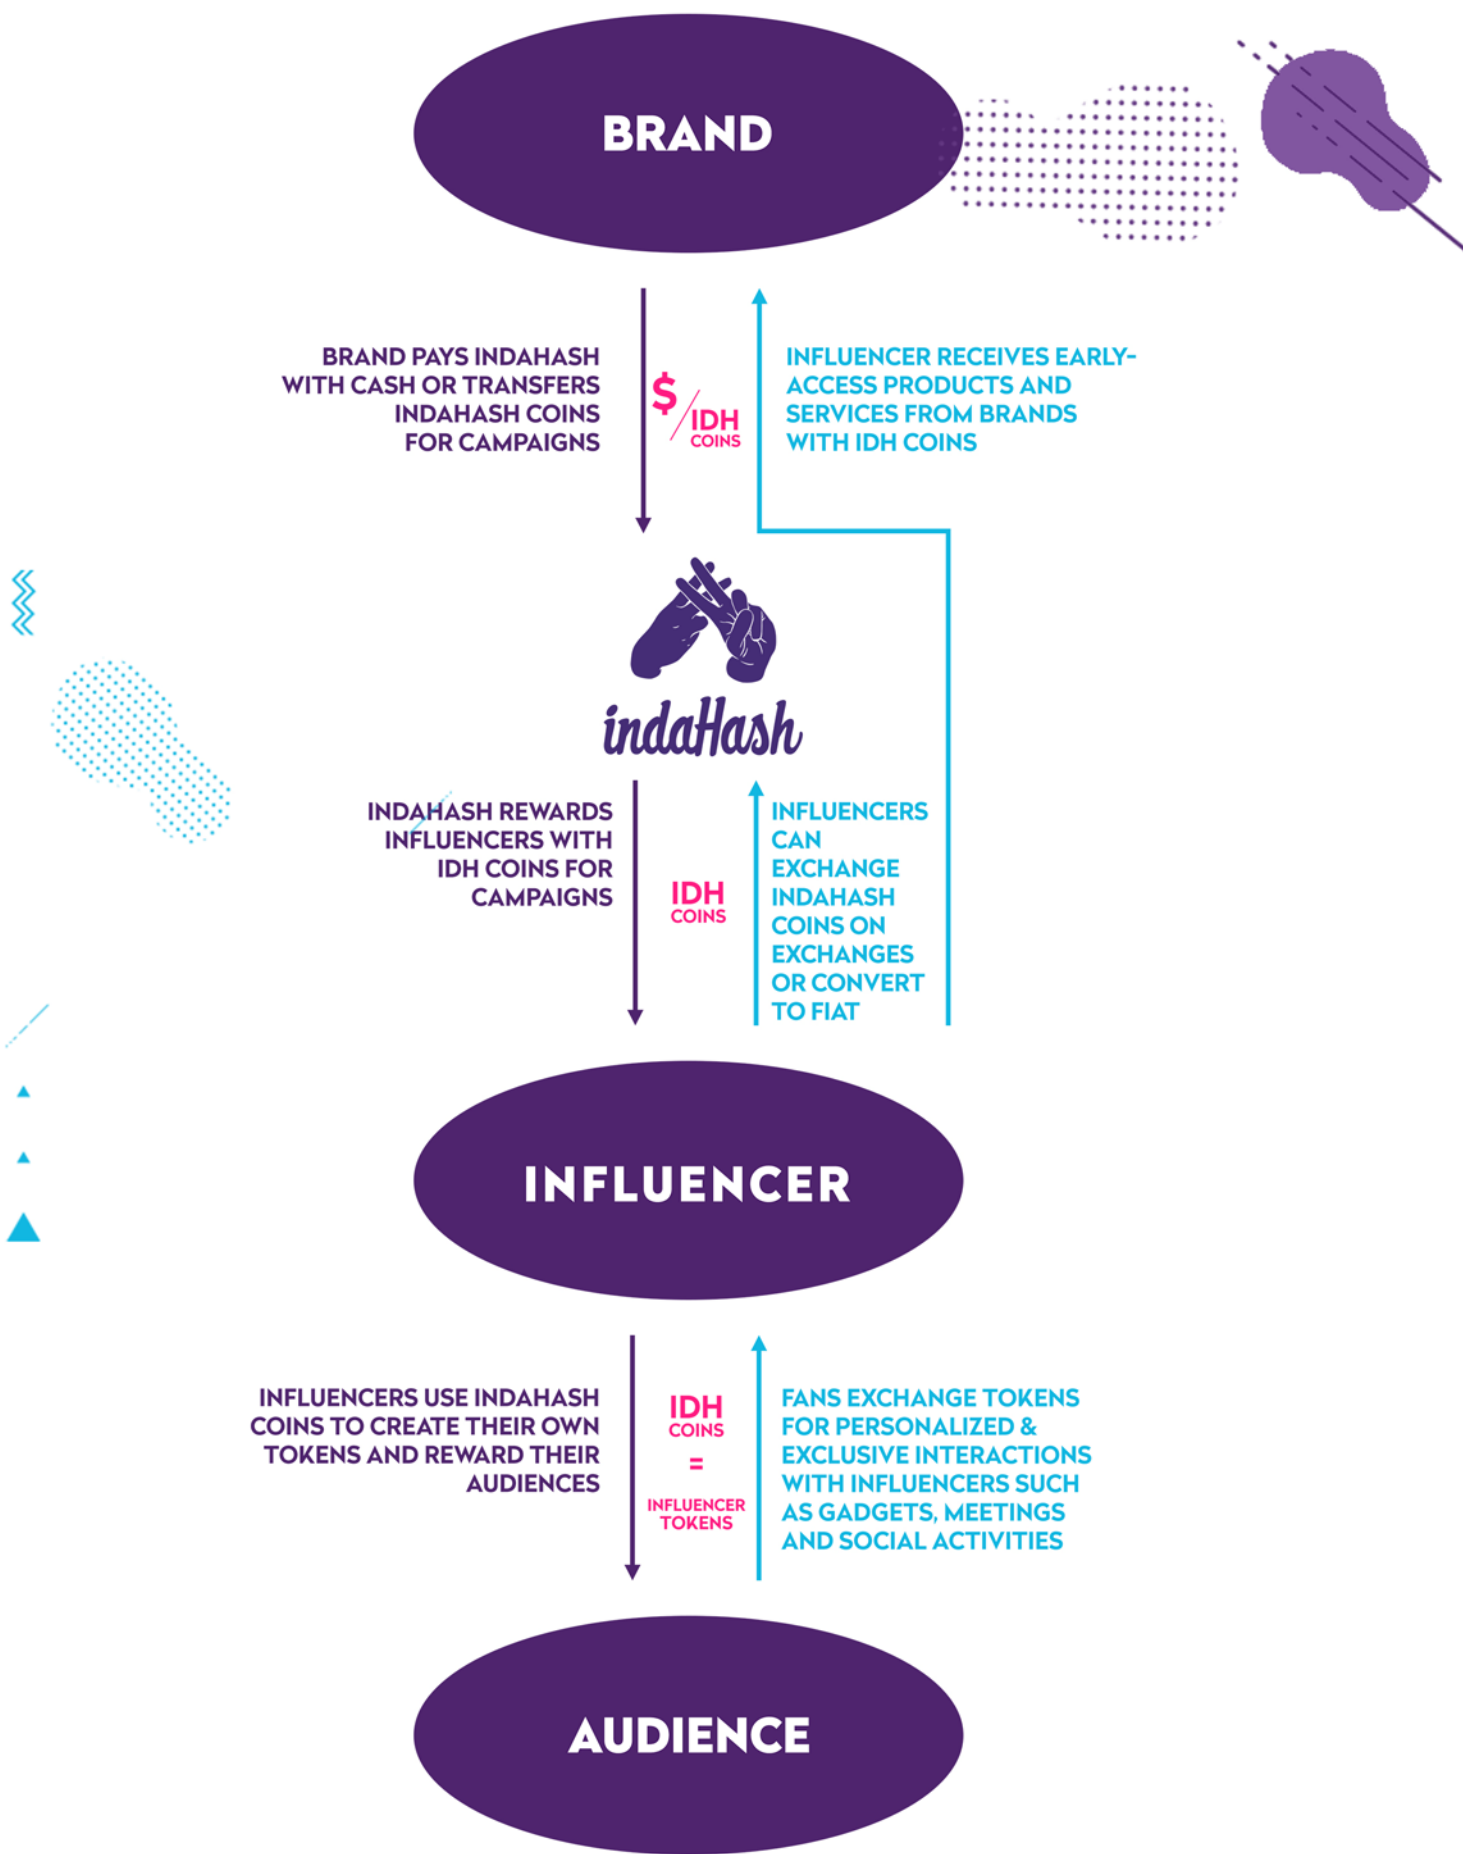 BRAND
BRAND PAYS INDAHASH
WITH CASH OR TRANSFERS
INDAHASH COINS
FOR CAMPAIGNS
$/IDH
COINS
INFLUENCER RECEIVES EARLY-
ACCESS PRODUCTS AND
SERVICES FROM BRANDS
WITH IDH COINS
indaHash
INDAHASH REWARDS
INFLUENCERS WITH
IDH COINS FOR
CAMPAIGNS
IDH
COINS
INFLUENCERS
CAN
EXCHANGE
INDAHASH
COINS ON
EXCHANGES
OR CONVERT
TO FIAT
INFLUENCER
INFLUENCERS USE INDAHASH
COINS TO CREATE THEIR OWN
TOKENS AND REWARD THEIR
AUDIENCES
IDH
COINS
=
INFLUENCER
TOKENS
FANS EXCHANGE TOKENS
FOR PERSONALIZED &
EXCLUSIVE INTERACTIONS
WITH INFLUENCERS SUCH
AS GADGETS, MEETINGS
AND SOCIAL ACTIVITIES
AUDIENCE